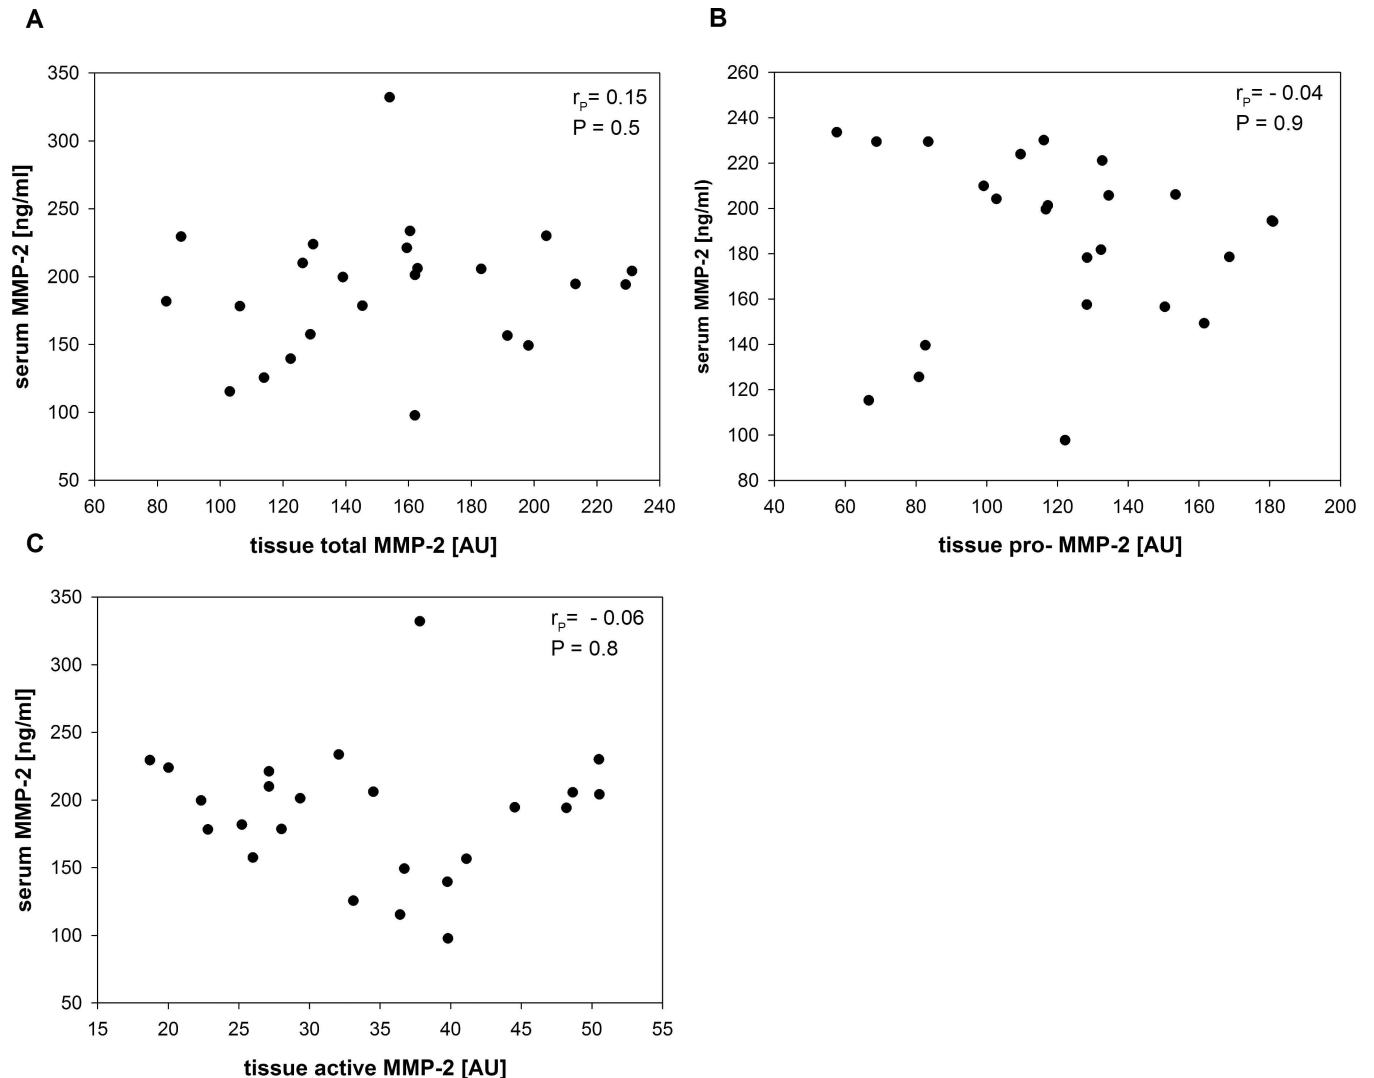 A
350
300
250
200
150
100
50
serum MMP-2 [ng/ml]
r_P= 0.15
P = 0.5
60 80 100 120 140 160 180 200 220 240
tissue total MMP-2 [AU]
B
260
240
220
200
180
160
140
120
100
80
serum MMP-2 [ng/ml)
r_P= - 0.04
P = 0.9
40 60 80 100 120 140 160 180 200
tissue pro- MMP-2 [AU]
C
350
300
250
200
150
100
50
serum MMP-2 [ng/ml]
r_P= - 0.06
P = 0.8
15 20 25 30 35 40 45 50 55
tissue active MMP-2 [AU]